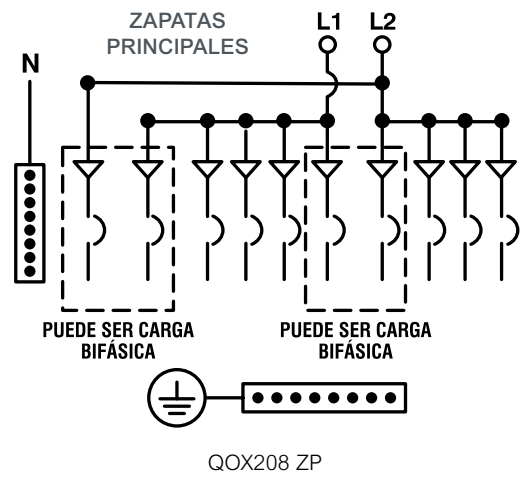 ZAPATAS
PRINCIPALES
L1 L2
N
PUEDE SER CARGA
BIFÁSICA
PUEDE SER CARGA
BIFÁSICA
QOX208 ZP